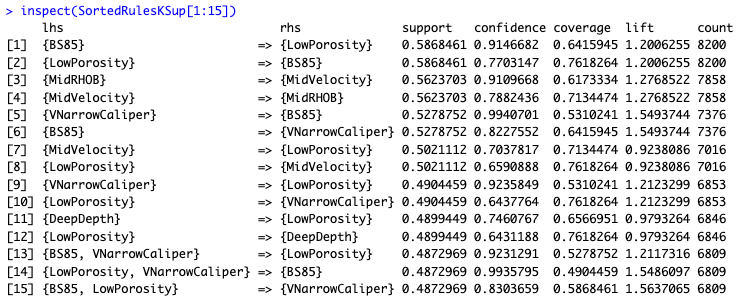 > inspect(SortedRulesKSup[1:15])
lhs rhs support confidence coverage lift count
[1] {BS85} => {LowPorosity} 0.5868461 0.9146682 0.6415945 1.2006255 8200
[2] {LowPorosity} => {BS85} 0.5868461 0.7703147 0.7618264 1.2006255 8200
[3] {MidRHOB} => {MidVelocity} 0.5623703 0.9109668 0.6173334 1.2768522 7858
[4] {MidVelocity} => {MidRHOB} 0.5623703 0.7882436 0.7134474 1.2768522 7858
[5] {VNarrowCaliper} => {BS85} 0.5278752 0.9940701 0.5310241 1.5493744 7376
[6] {BS85} => {VNarrowCaliper} 0.5278752 0.8227552 0.6415945 1.5493744 7376
[7] {MidVelocity} => {LowPorosity} 0.5021112 0.7037817 0.7134474 0.9238086 7016
[8] {LowPorosity} => {MidVelocity} 0.5021112 0.6590888 0.7618264 0.9238086 7016
[9] {VNarrowCaliper} => {LowPorosity} 0.4904459 0.9235849 0.5310241 1.2123299 6853
[10] {LowPorosity} => {VNarrowCaliper} 0.4904459 0.6437764 0.7618264 1.2123299 6853
[11] {DeepDepth} => {LowPorosity} 0.4899449 0.7460767 0.6566951 0.9793264 6846
[12] {LowPorosity} => {DeepDepth} 0.4899449 0.6431188 0.7618264 0.9793264 6846
[13] {BS85, VNarrowCaliper} => {LowPorosity} 0.4872969 0.9231291 0.5278752 1.2117316 6809
[14] {LowPorosity, VNarrowCaliper} => {BS85} 0.4872969 0.9935795 0.4904459 1.5486097 6809
[15] {BS85, LowPorosity} => {VNarrowCaliper} 0.4872969 0.8303659 0.5868461 1.5637065 6809